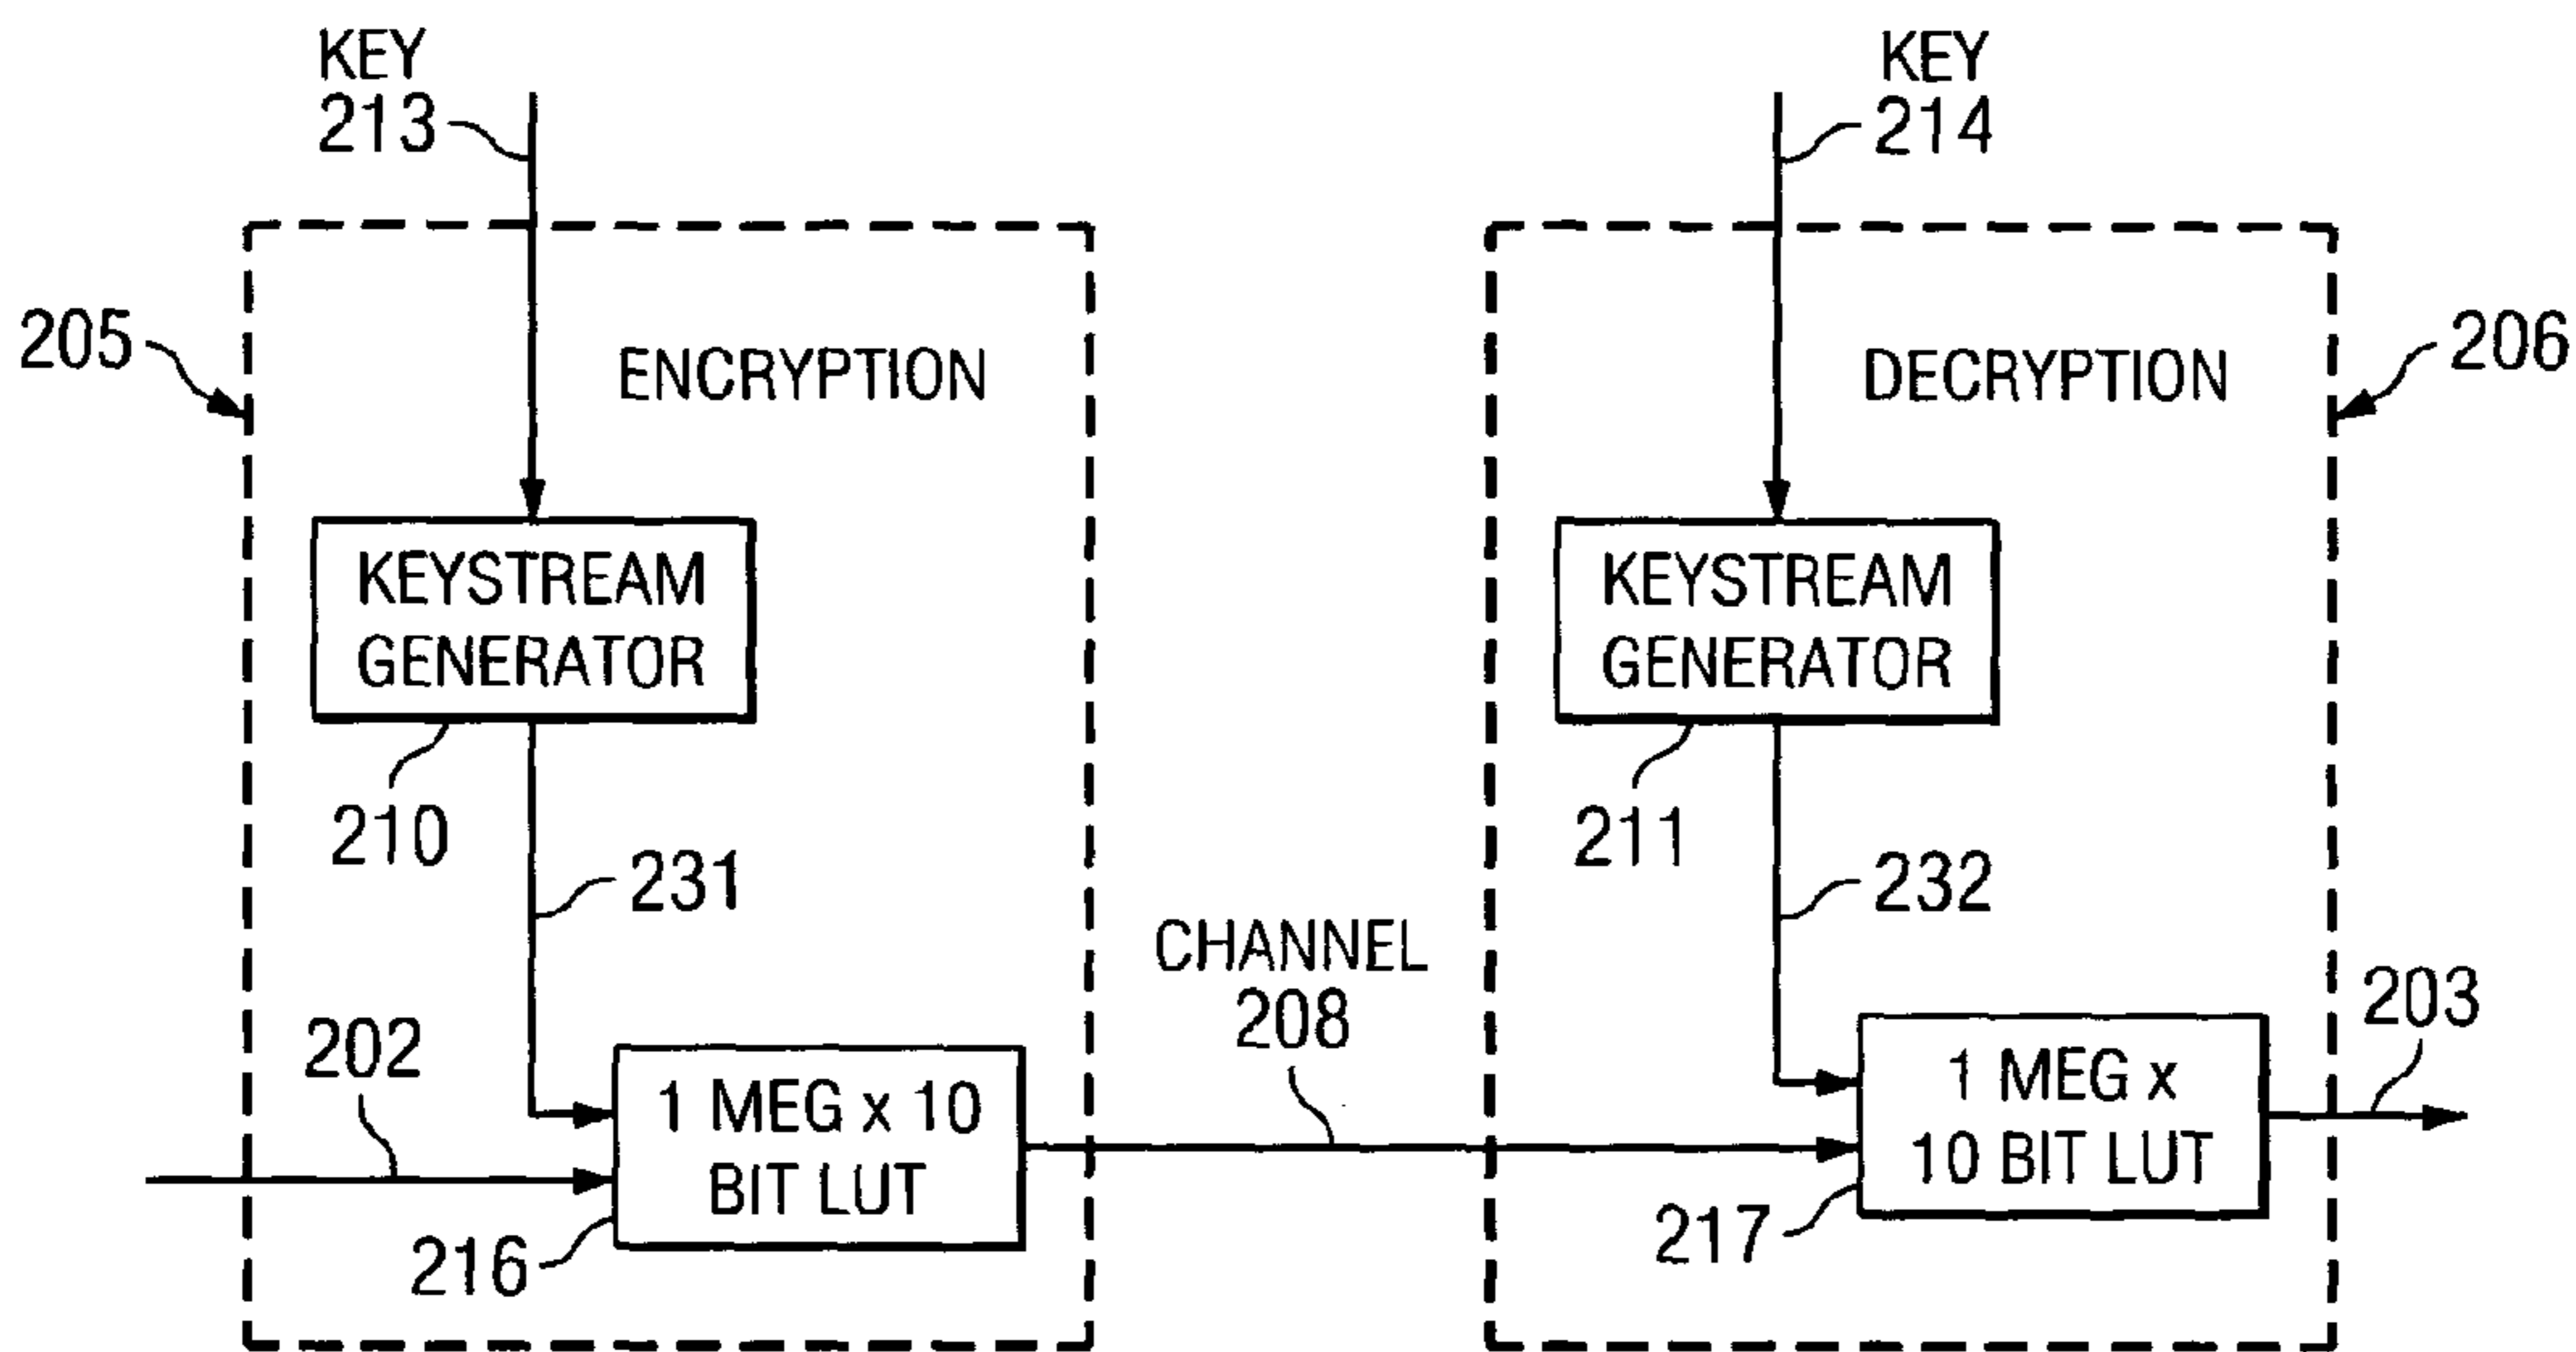 KEY
213
KEY
214
205
ENCRYPTION
DECRYPTION
206
KEYSTREAM
GENERATOR
KEYSTREAM
GENERATOR
210
211
231
232
CHANNEL
208
203
202
1 MEG x 10
BIT LUT
1 MEG x
10 BIT LUT
216
217